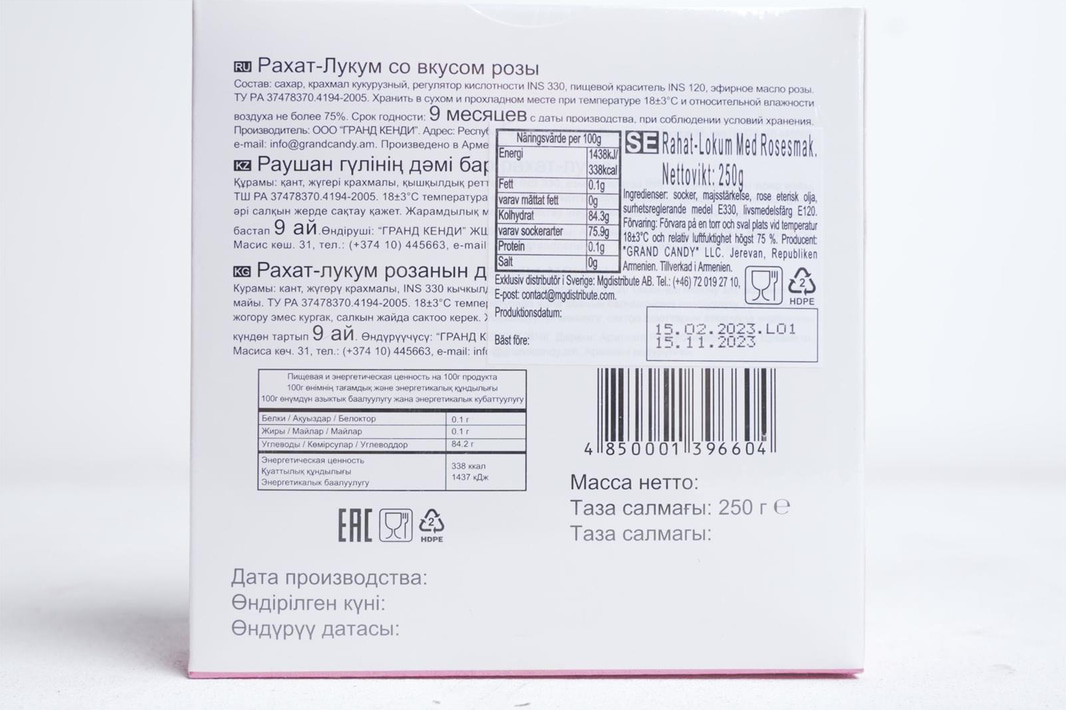 RU Рахат-Лукум со вкусом розы
Состав: сахар, крахмал кукурузный, регулятор кислотности INS 330, пищевой краситель INS 120, эфирное масло розы.
ТУ РА 37478370.4194-2005. Хранить в сухом и прохладном месте при температуре 18±3°C и относительной влажности
воздуха не более 75%. Срок годности: 9 месяцев с даты производства, при соблюдении условий хранения.
Производитель: ООО "ГРАНД КЕНДИ". Адрес: Респуб
e-mail: info@grandcandy.am. Произведено в Арме
KZ Раушан гүлінің дәмі бар
Құрамы: қант, жүгері крахмалы, қышқылдық ретт
ТШ РА 37478370.4194-2005. 18±3°C температура
әрі салқын жерде сақтау қажет. Жарамдылық м
бастап 9 ай. Өндіруші: "ГРАНД КЕНДИ" ЖШ
Масис көш. 31, тел.: (+374 10) 445663, e-mail
KG Рахат-лукум розанын д
Курамы: кант, жүгөрү крахмалы, INS 330 кычкылд
майы. ТУ РА 37478370.4194-2005. 18±3°C темпер
жогору эмес кургак, салкын жайда сактоо керек.
күндөн тартып 9 ай. Өндүрүүчүсү: "ГРАНД К
Масиса көч. 31, тел.: (+374 10) 445663, e-mail: info
Näringsvärde per 100g
Energi 1438kJ/
338kcal
Fett 0.1g
varav mättat fett 0g
Kolhydrat 84.3g
varav sockerarter 75.9g
Protein 0.1g
Salt 0g
SE Rahat-Lokum Med Rosesmak.
Nettovikt: 250g
Ingredienser: socker, majsstärkelse, rose eterisk olja,
surhetsreglerande medel E330, livsmedelsfärg E120.
Förvaring: Förvara på en torr och sval plats vid temperatur
18±3°C och relativ luftfuktighet högst 75 %. Producent:
"GRAND CANDY" LLC. Jerevan, Republiken
Armenien. Tillverkad i Armenien.
Exklusiv distributör i Sverige: Mgdistribute AB. Tel.: (+46) 72 019 27 10,
E-post: contact@mgdistribute.com.
2
HDPE
Produktionsdatum:
Bäst före:
15.02.2023.L01
15.11.2023
Пищевая и энергетическая ценность на 100г продукта
100г өнімнің тағамдық және энергетикалық құндылығы
100г өнүмдүн азыктык баалуулугу жана энергетикалык кубаттуулугу
Белки / Ақуыздар / Белоктор 0.1 г
Жиры / Майлар / Майлар 0.1 г
Углеводы / Көмірсулар / Углеводдор 84.2 г
Энергетическая ценность
Қуаттылық құндылығы
Энергетикалык баалуулугу
338 ккал
1437 кДж
4 850001 396604
Масса нетто:
Таза салмағы: 250 г ℮
Таза салмагы:
EAC
2
HDPE
Дата производства:
Өндірілген күні:
Өндүрүү датасы: